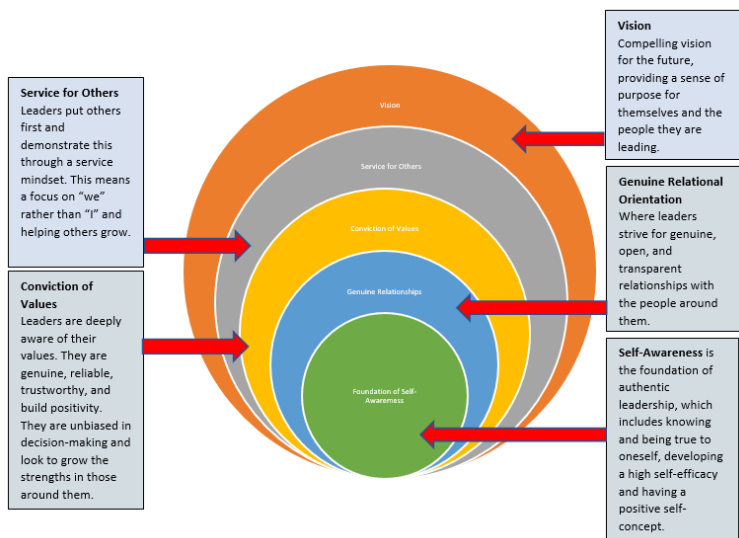 Vision
Compelling vision
for the future,
providing a sense of
purpose for
themselves and the
people they are
leading.
Service for Others
Leaders put others
first and
demonstrate this
through a service
mindset. This means
a focus on “we”
rather than “I” and
helping others grow.
Genuine Relational
Orientation
Where leaders
strive for genuine,
open, and
transparent
relationships with
the people around
them.
Conviction of
Values
Leaders are deeply
aware of their
values. They are
genuine, reliable,
trustworthy, and
build positivity.
They are unbiased in
decision-making and
look to grow the
strengths in those
around them.
Self-Awareness is
the foundation of
authentic
leadership, which
includes knowing
and being true to
oneself, developing
a high self-efficacy
and having a
positive self-
concept.
Vision
Service for Others
Conviction of Values
Genuine Relationships
Foundation of Self-
Awareness